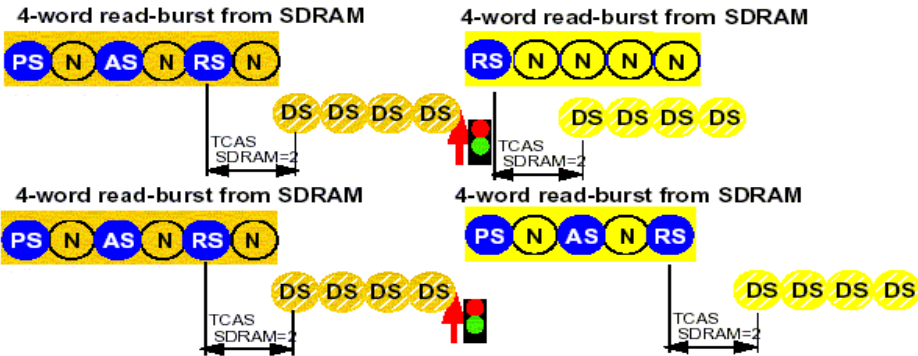 4-word read-burst from SDRAM
4-word read-burst from SDRAM
PS N AS N RS N
RS N N N N
DS DS DS DS
DS DS DS DS
TCAS
SDRAM=2
TCAS
SDRAM=2
4-word read-burst from SDRAM
4-word read-burst from SDRAM
PS N AS N RS N
PS N AS N RS
DS DS DS DS
DS DS DS DS
TCAS
SDRAM=2
TCAS
SDRAM=2